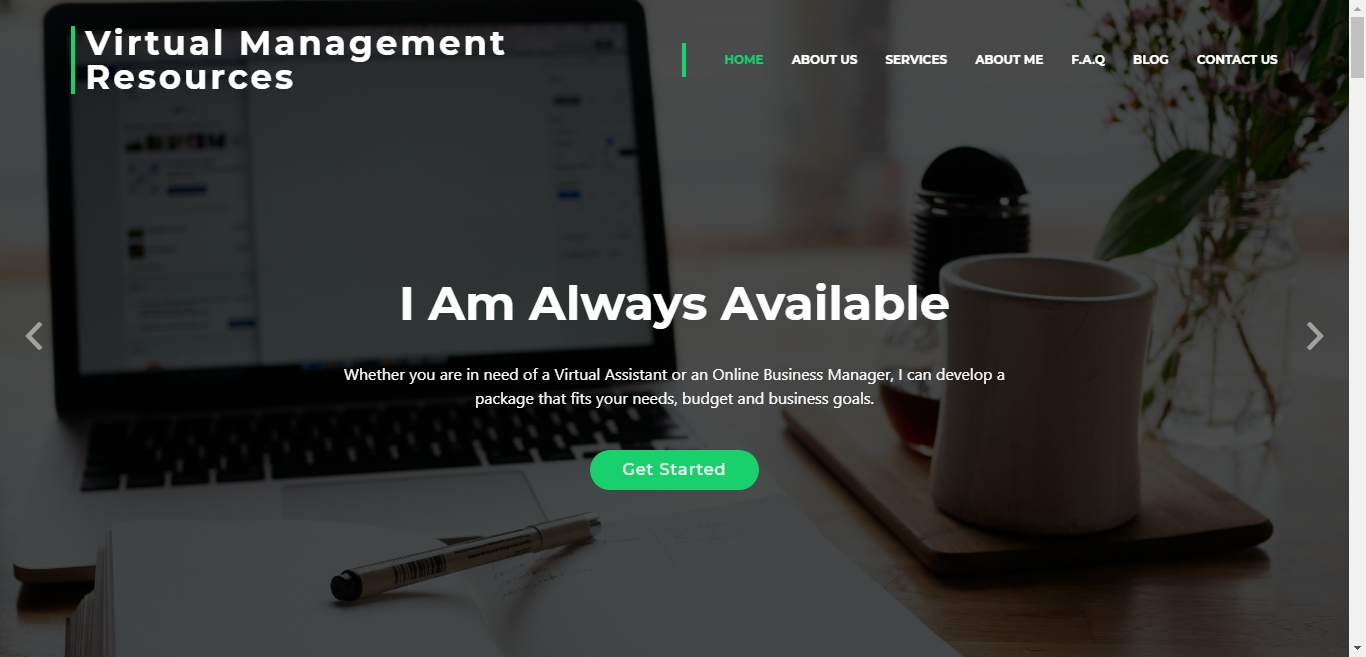 Virtual Management
Resources
HOME ABOUT US SERVICES ABOUT ME F.A.Q BLOG CONTACT US
I Am Always Available
Whether you are in need of a Virtual Assistant or an Online Business Manager, I can develop a
package that fits your needs, budget and business goals.
Get Started